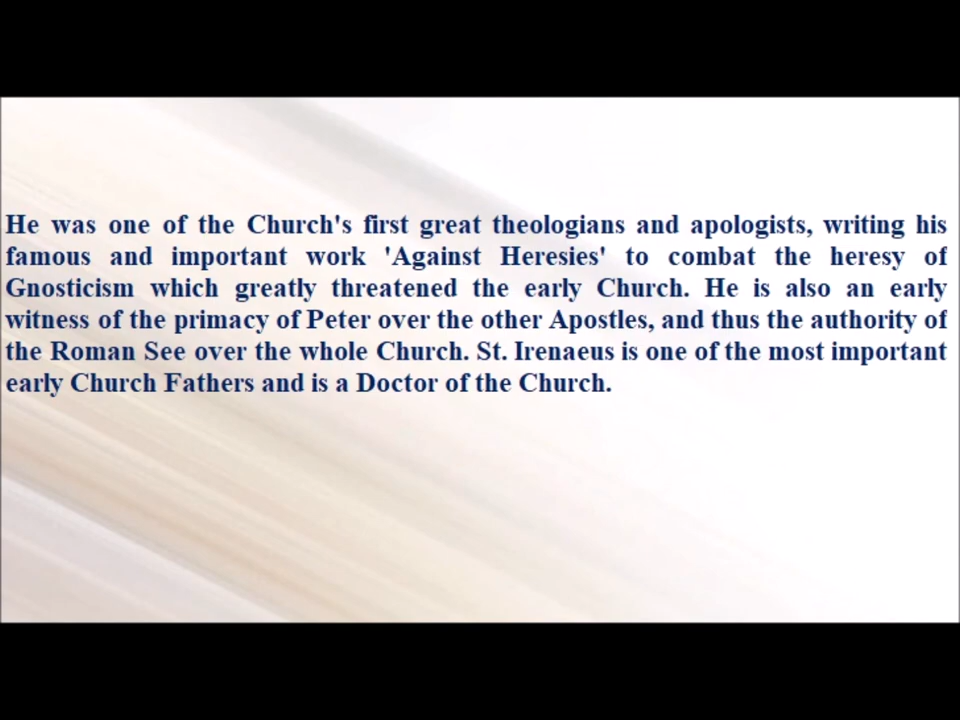 He was one of the Church's first great theologians and apologists, writing his
famous and important work 'Against Heresies' to combat the heresy of
Gnosticism which greatly threatened the early Church. He is also an early
witness of the primacy of Peter over the other Apostles, and thus the authority of
the Roman See over the whole Church. St. Irenaeus is one of the most important
early Church Fathers and is a Doctor of the Church.